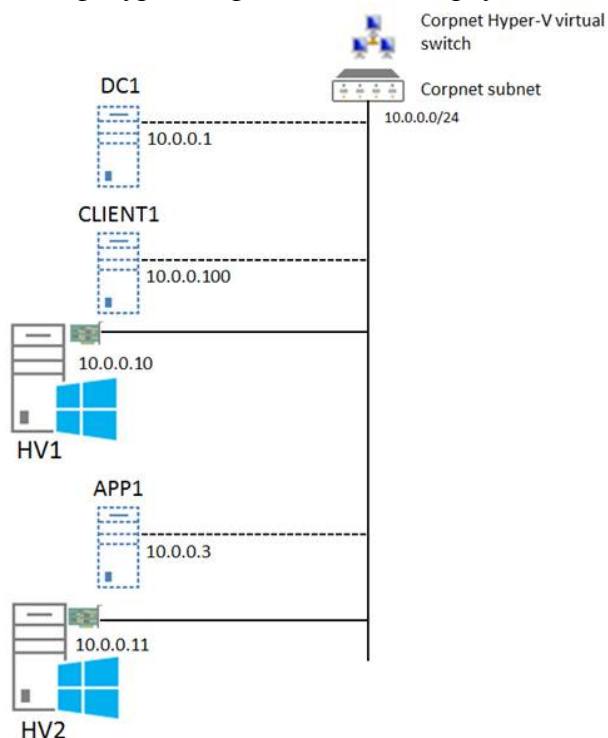 Corpnet Hyper-V virtual
switch
DC1
Corpnet subnet
10.0.0.0/24
10.0.0.1
CLIENT1
10.0.0.100
10.0.0.10
HV1
APP1
10.0.0.3
10.0.0.11
HV2